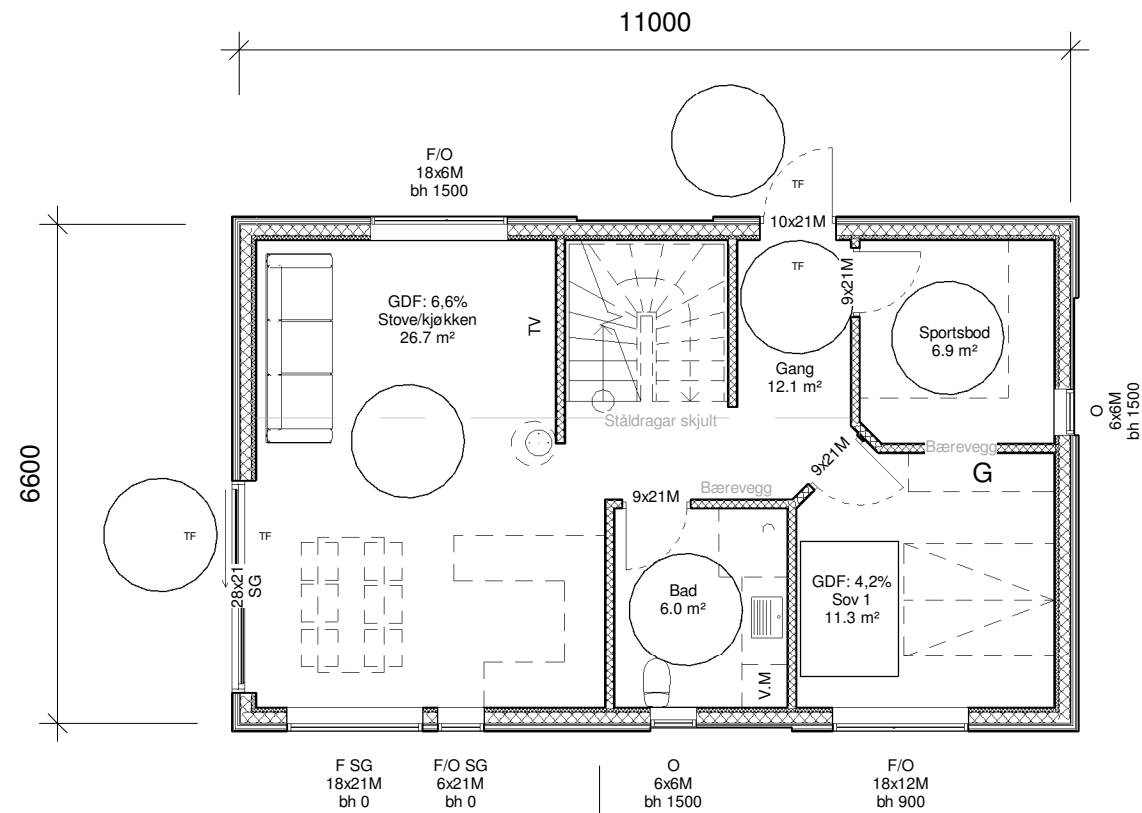 11000
F/O
18x6M
bh 1500
TF
10x21M
TF
9x21M
GDF: 6,6%
Stove/kjøkken
26.7 m²
TV
Sportsbod
6.9 m²
Gang
12.1 m²
O
6x6M
bh 1500
6600
Ståldragar skjult
Bærevegg
9x21M
G
Bærevegg
9x21M
TF
TF
28x21
SG
Bad
6.0 m²
GDF: 4,2%
Sov 1
11.3 m²
V.M
F SG
18x21M
bh 0
F/O SG
6x21M
bh 0
O
6x6M
bh 1500
F/O
18x12M
bh 900